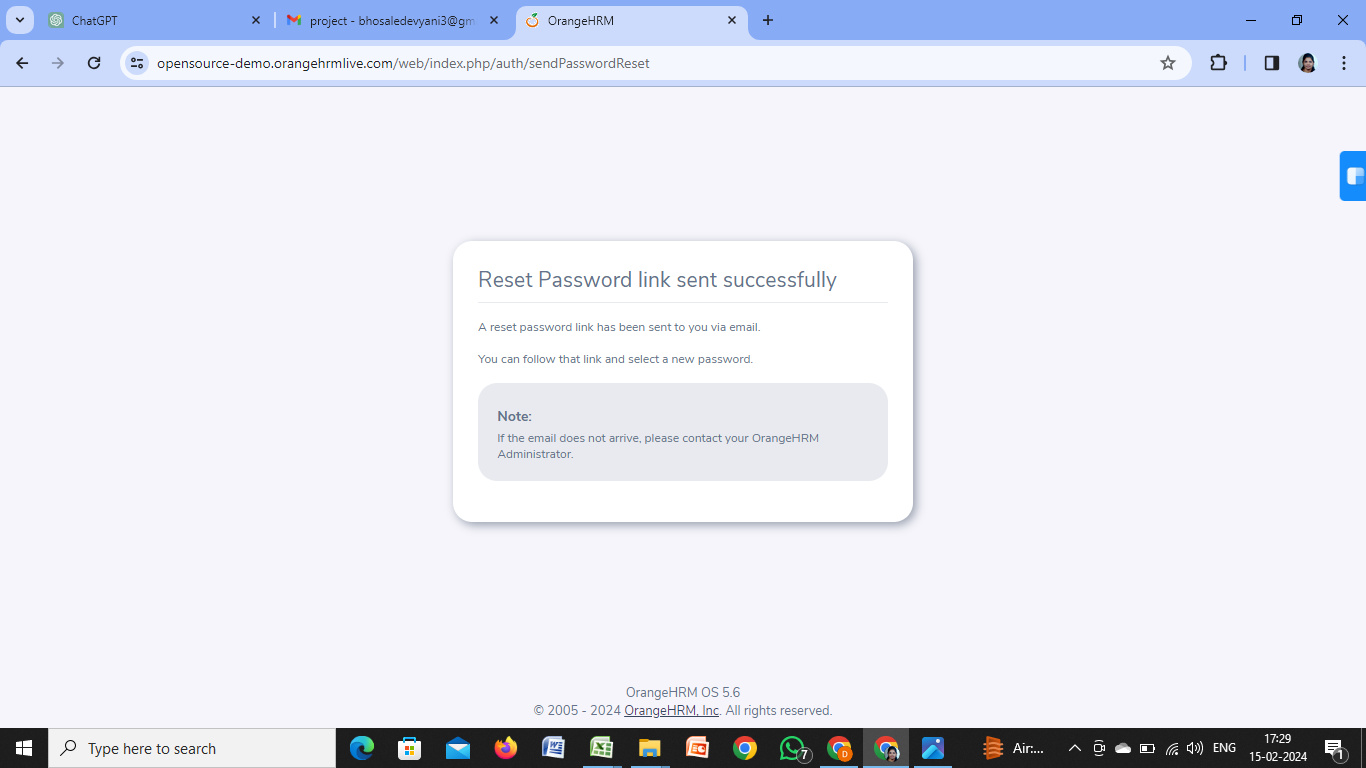 ChatGPT
project - bhosaledevyani3@gm
OrangeHRM
opensource-demo.orangehrmlive.com/web/index.php/auth/sendPasswordReset
Reset Password link sent successfully
A reset password link has been sent to you via email.
You can follow that link and select a new password.
Note:
If the email does not arrive, please contact your OrangeHRM
Administrator.
OrangeHRM OS 5.6
© 2005 - 2024 OrangeHRM, Inc. All rights reserved.
Type here to search
7
D
Air:...
ENG
17:29
15-02-2024
1